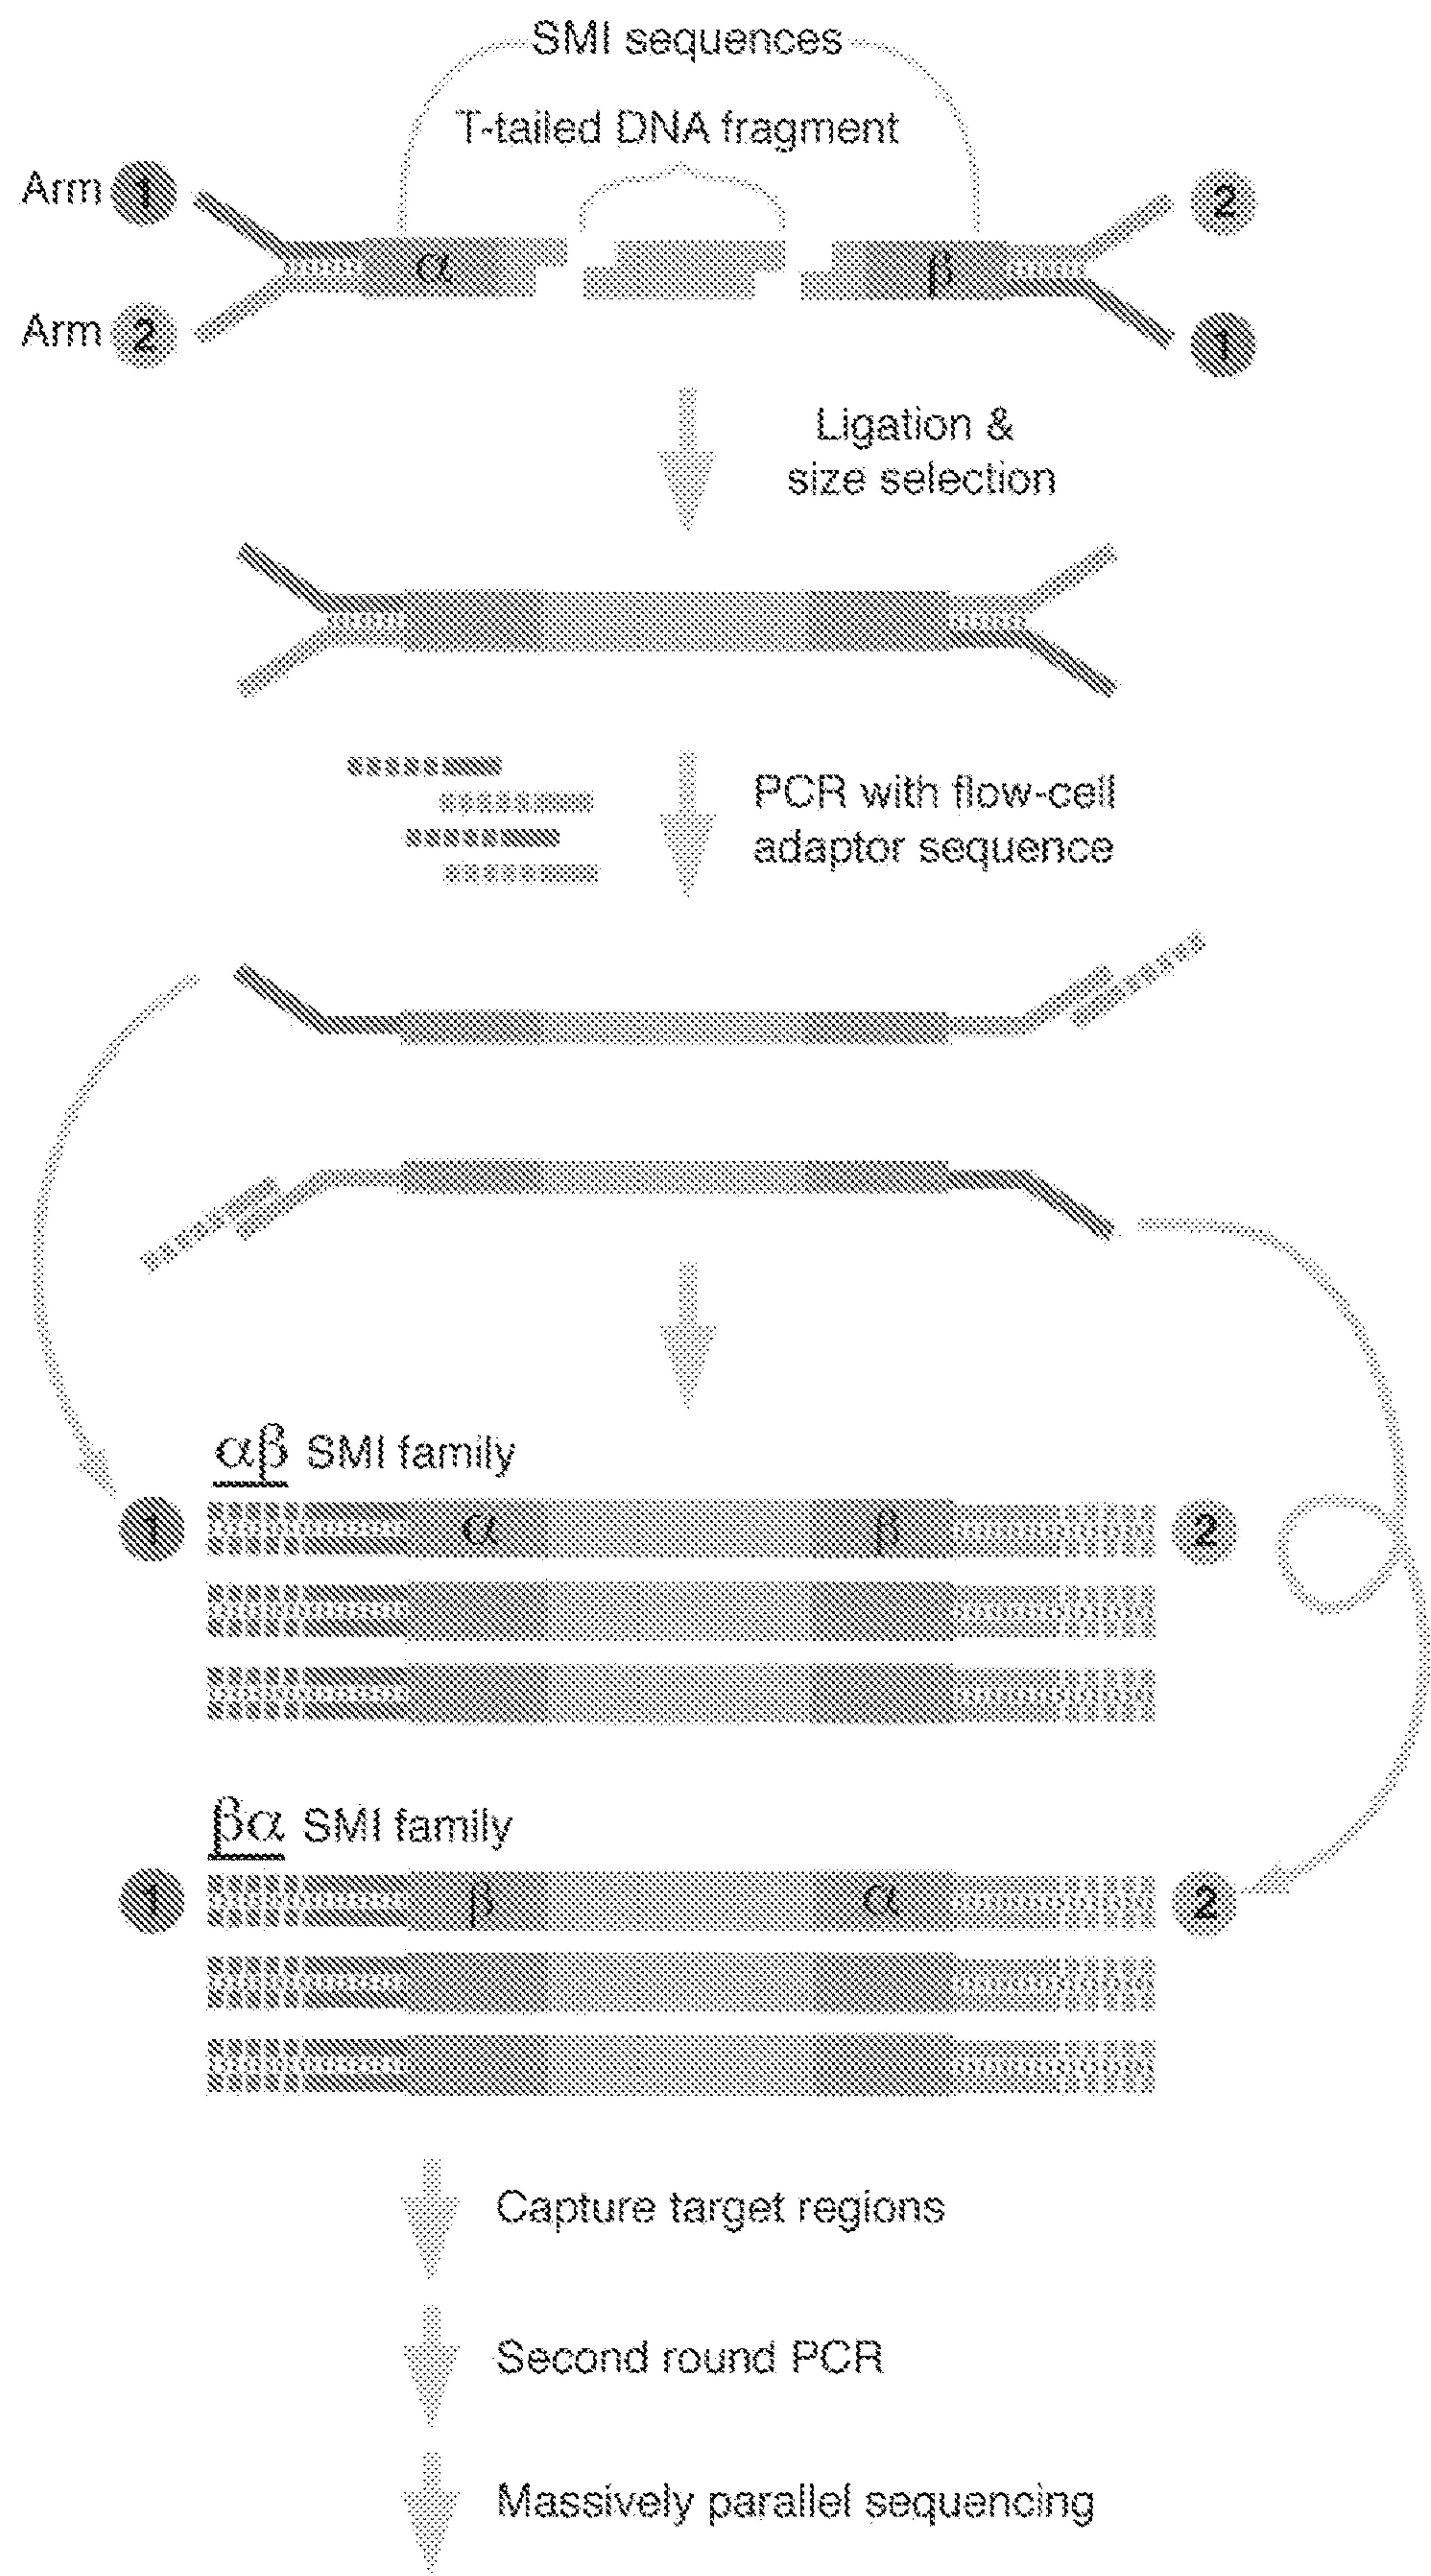 SMI sequences
T-tailed DNA fragment
Arm 1
2
α
β
Arm 2
1
Ligation &
size selection
PCR with flow-cell
adaptor sequence
αβ SMI family
1
α
β
2
βα SMI family
1
β
α
2
Capture target regions
Second round PCR
Massively parallel sequencing